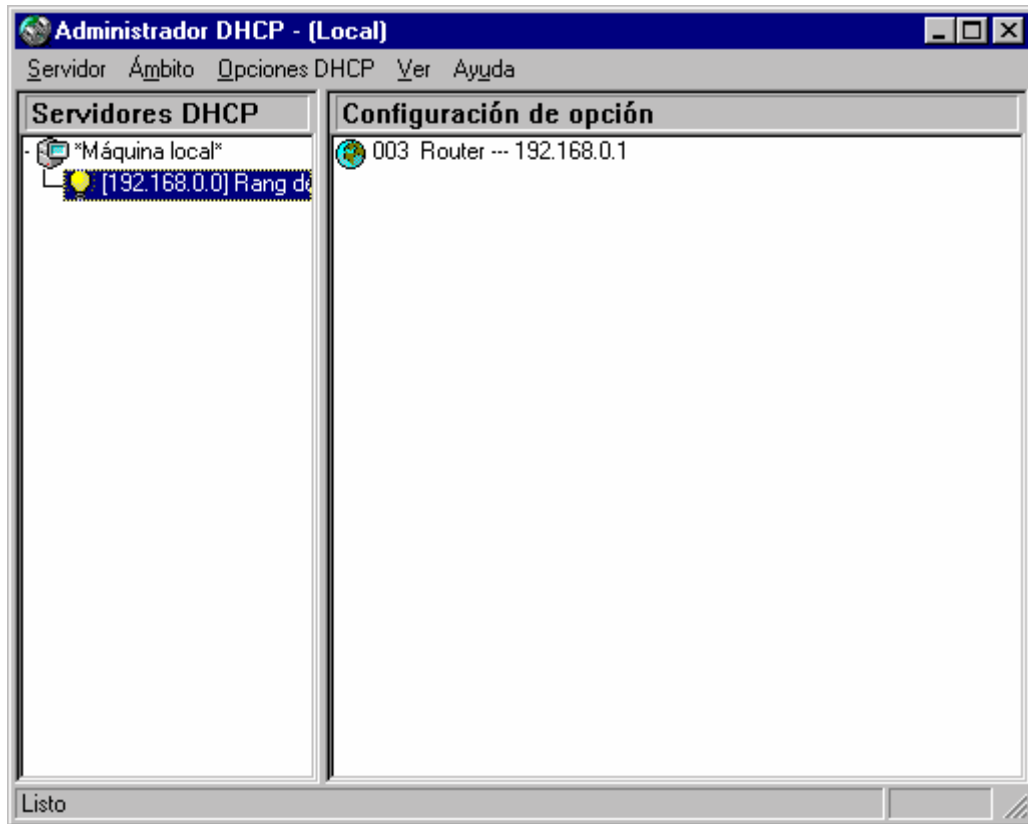 Administrador DHCP - (Local)
Servidor Ámbito Opciones DHCP Ver Ayuda
Servidores DHCP
*Máquina local*
[192.168.0.0] Rang de
Configuración de opción
003 Router --- 192.168.0.1
Listo